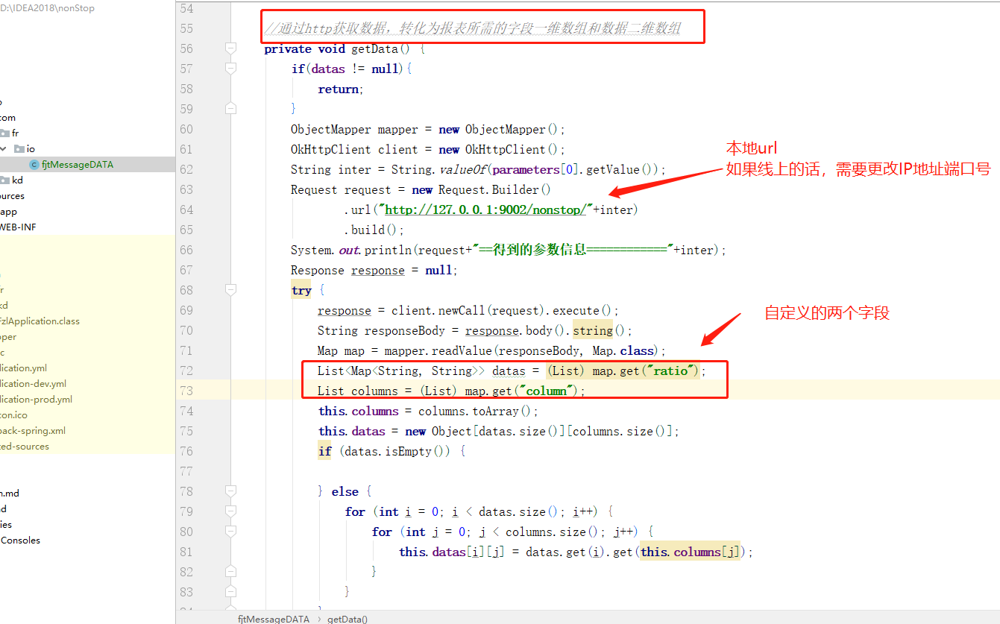 D:\IDEA2018\nonStop
com
fr
io
fjtMessageDATA
kd
ources
app
WEB-INF
r
kd
FzlApplication.class
pper
c
lication.yml
lication-dev.yml
lication-prod.yml
con.ico
back-spring.xml
ted-sources
n.md
d
ies
Consoles
54
55 //通过http获取数据，转化为报表所需的字段一维数组和数据二维数组
56 private void getData() {
57 if(datas != null){
58 return;
59 }
60 ObjectMapper mapper = new ObjectMapper();
61 OkHttpClient client = new OkHttpClient();
62 String inter = String.valueOf(parameters[0].getValue());
63 Request request = new Request.Builder()
64 .url("http://127.0.0.1:9002/nonstop/"+inter)
65 .build();
66 System.out.println(request+"==得到的参数信息============"+inter);
67 Response response = null;
68 try {
69 response = client.newCall(request).execute();
70 String responseBody = response.body().string();
71 Map map = mapper.readValue(responseBody, Map.class);
72 List<Map<String, String>> datas = (List) map.get("ratio");
73 List columns = (List) map.get("column");
74 this.columns = columns.toArray();
75 this.datas = new Object[datas.size()][columns.size()];
76 if (datas.isEmpty()) {
77
78 } else {
79 for (int i = 0; i < datas.size(); i++) {
80 for (int j = 0; j < columns.size(); j++) {
81 this.datas[i][j] = datas.get(i).get(this.columns[j]);
82 }
83 }
本地url
如果线上的话，需要更改IP地址端口号
自定义的两个字段
fjtMessageDATA › getData()